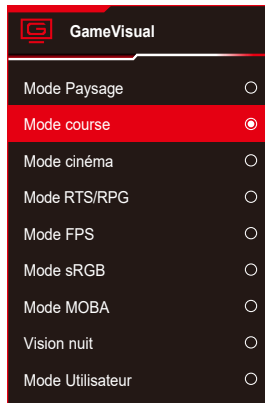 GameVisual
Mode Paysage
Mode course
Mode cinéma
Mode RTS/RPG
Mode FPS
Mode sRGB
Mode MOBA
Vision nuit
Mode Utilisateur